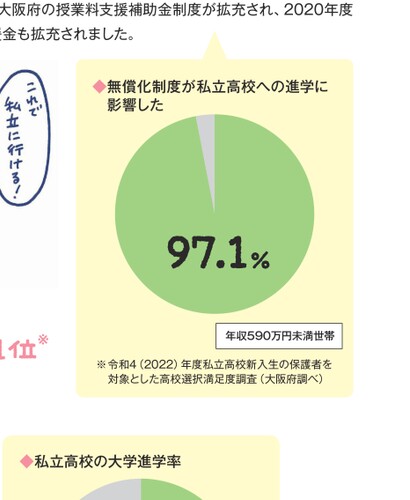 大阪府の授業料支援補助金制度が拡充され、2020年度
金も拡充されました。
◆無償化制度が私立高校への進学に
影響した
これで
私立に行ける!
97.1%
年収590万円未満世帯
位※
※令和4（2022）年度私立高校新入生の保護者を
対象とした高校選択満足度調査（大阪府調べ）
◆私立高校の大学進学率